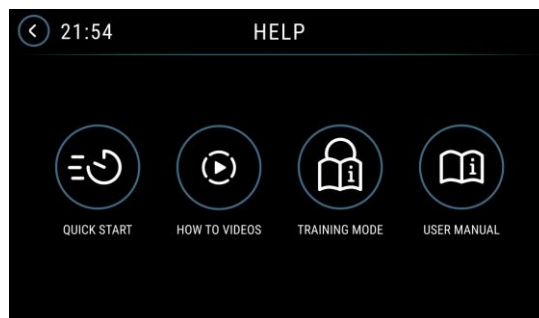 21:54 HELP
QUICK START HOW TO VIDEOS TRAINING MODE USER MANUAL